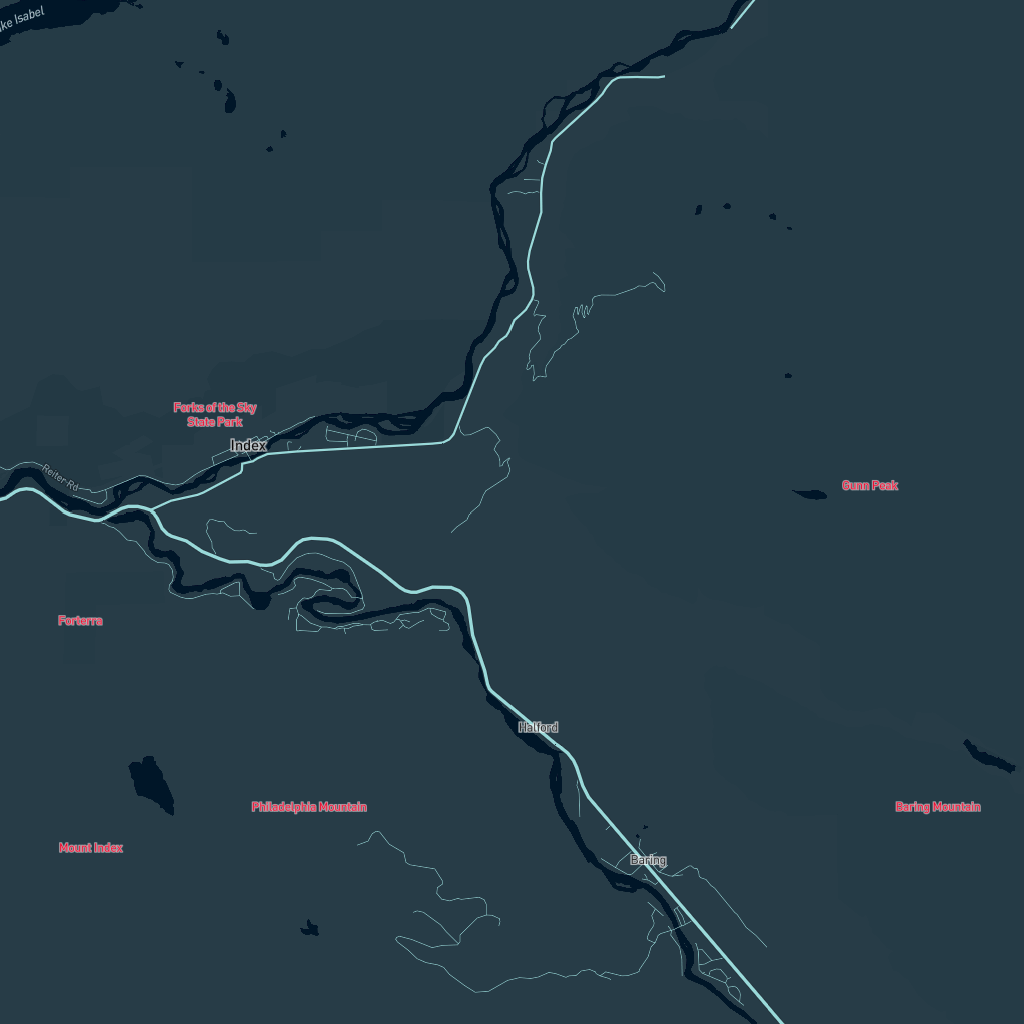 ke Isabel
Forks of the Sky
State Park
Index
Reiter Rd
Gunn Peak
Forterra
Halford
Philadelphia Mountain
Baring Mountain
Mount Index
Baring